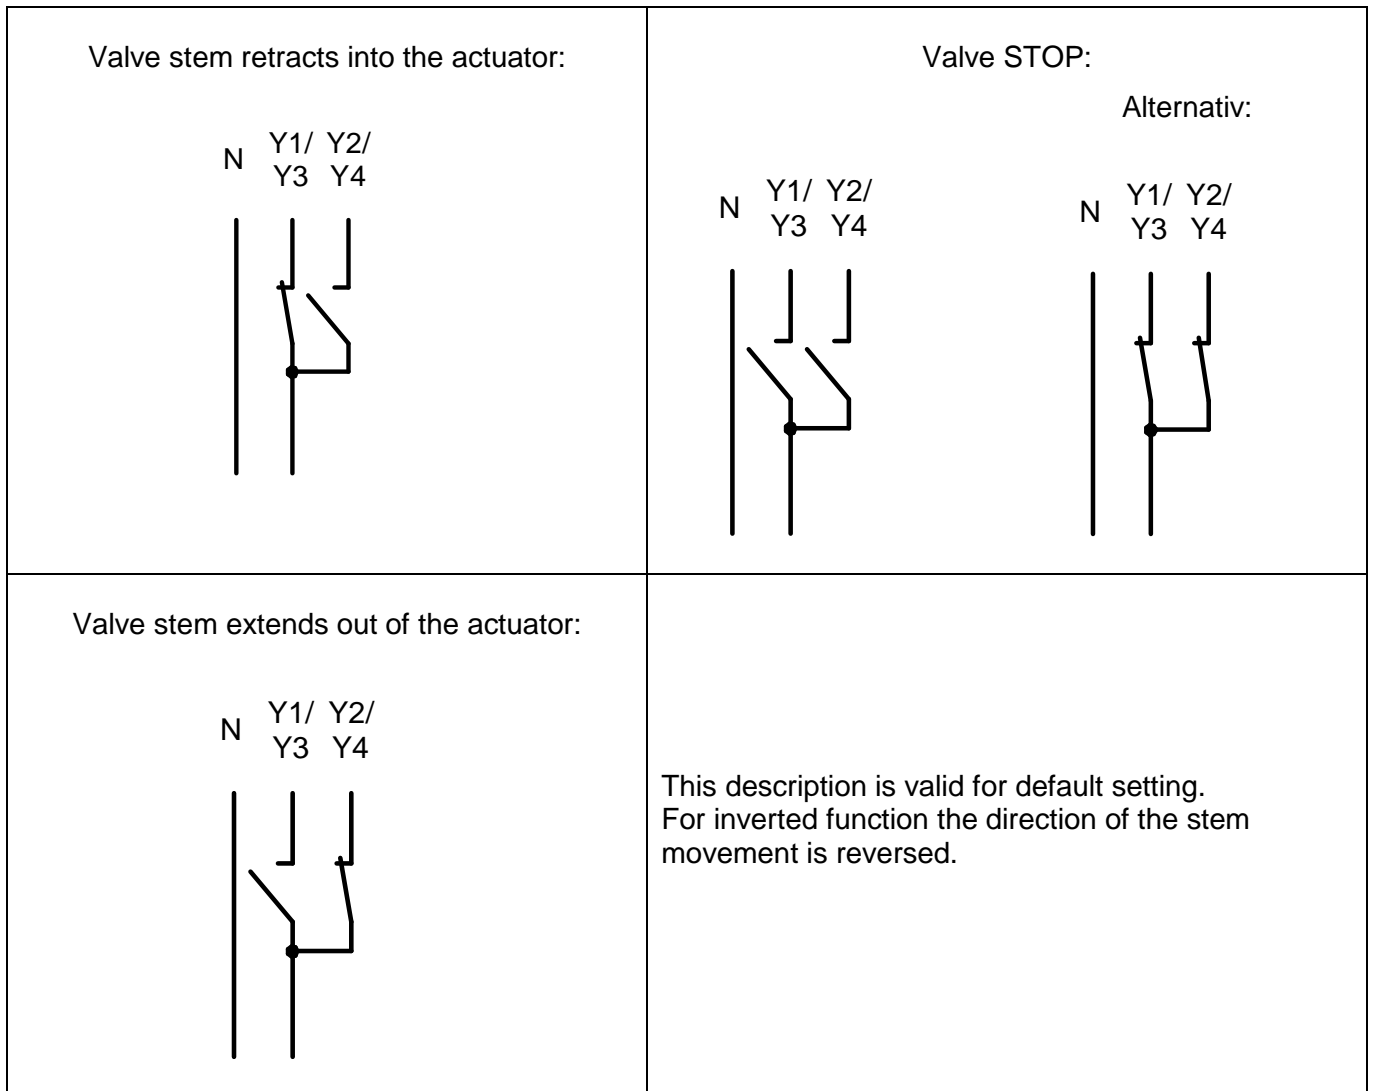 Valve stem retracts into the actuator:
N Y1/ Y2/
Y3 Y4
Valve STOP:
Alternativ:
N Y1/ Y2/
Y3 Y4
N Y1/ Y2/
Y3 Y4
Valve stem extends out of the actuator:
N Y1/ Y2/
Y3 Y4
This description is valid for default setting.
For inverted function the direction of the stem
movement is reversed.